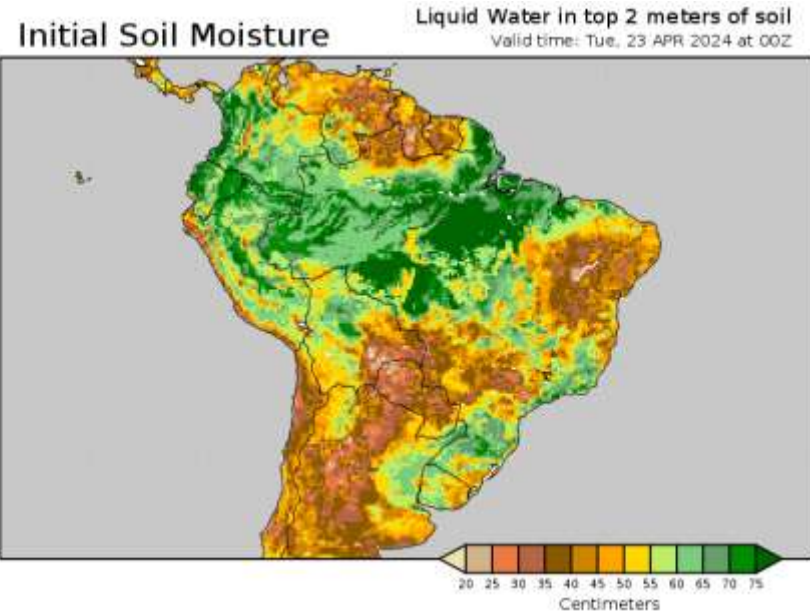 Initial Soil Moisture
Liquid Water in top 2 meters of soil
Valid time: Tue, 23 APR 2024 at 00Z
20 25 30 35 40 45 50 55 60 65 70 75
Centimeters